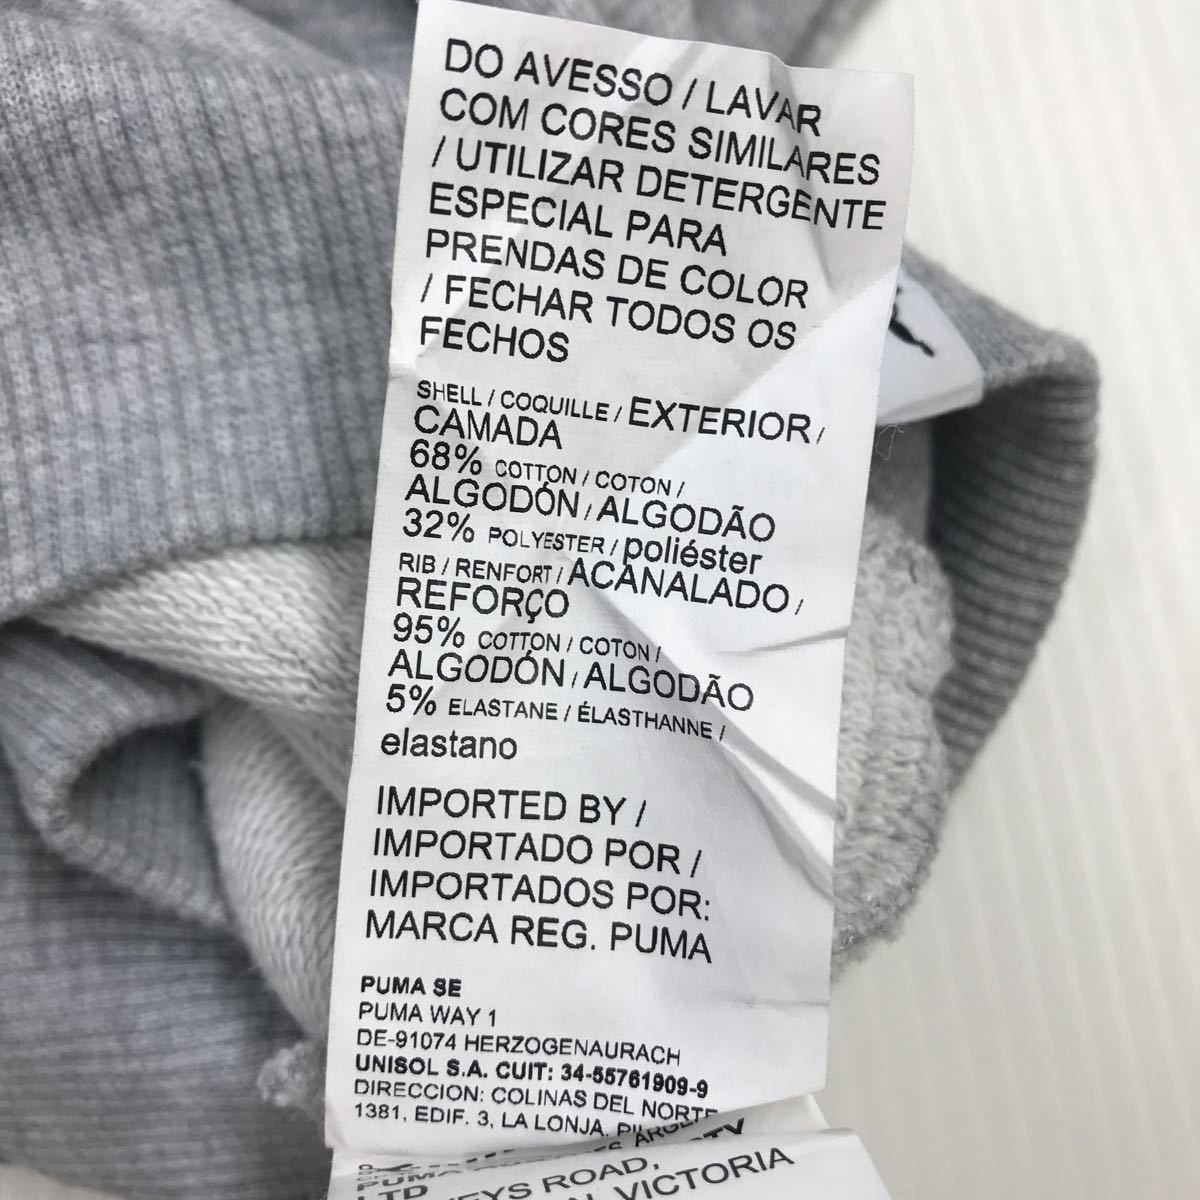 DO AVESSO / LAVAR
COM CORES SIMILARES
/ UTILIZAR DETERGENTE
ESPECIAL PARA
PRENDAS DE COLOR
/ FECHAR TODOS OS
FECHOS
SHELL / COQUILLE / EXTERIOR /
CAMADA
68% COTTON / COTON /
ALGODÓN / ALGODÃO
32% POLYESTER / poliéster
RIB / RENFORT / ACANALADO /
REFORÇO
95% COTTON / COTON /
ALGODÓN / ALGODÃO
5% ELASTANE / ÉLASTHANNE /
elastano
IMPORTED BY /
IMPORTADO POR /
IMPORTADOS POR:
MARCA REG. PUMA
PUMA SE
PUMA WAY 1
DE-91074 HERZOGENAURACH
UNISOL S.A. CUIT: 34-55761909-9
DIRECCION: COLINAS DEL NORTE
1381, EDIF. 3, LA LONJA,
PUMA
LTD
ROAD,
VICTORIA